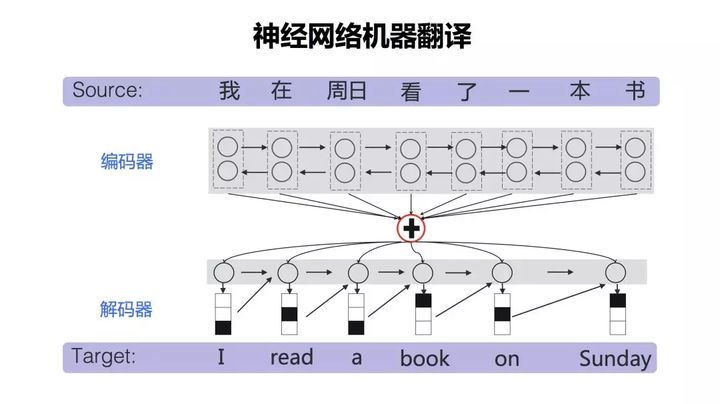 神经网络机器翻译
Source: 我 在 周日 看 了 一 本 书
编码器
解码器
Target: I read a book on Sunday